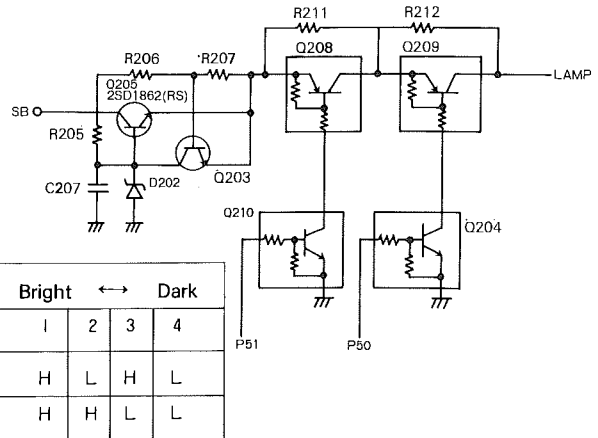 R211
R212
Q208
Q209
R206
R207
Q205
2SD1862(RS)
LAMP
SB
R205
Q203
C207
D202
Q210
Q204
P51
P50
Bright ←→ Dark
1 2 3 4
H L H L
H H L L